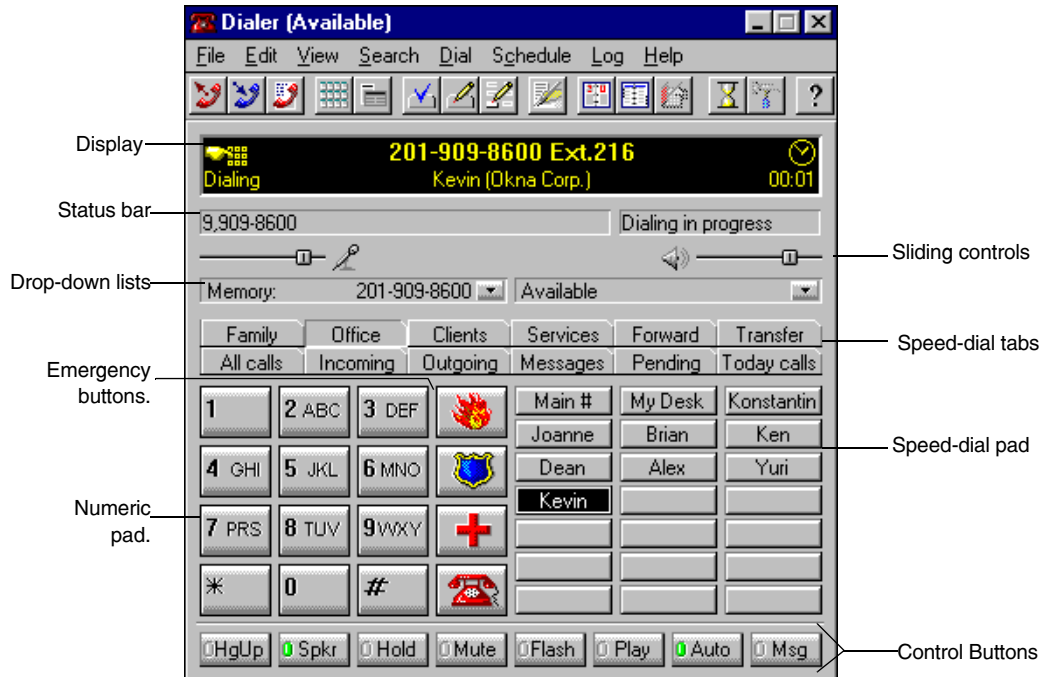 Dialer (Available)
File Edit View Search Dial Schedule Log Help
?
Display
201-909-8600 Ext.216
Dialing Kevin (Okna Corp.) 00:01
Status bar
9,909-8600 Dialing in progress
Sliding controls
Drop-down lists
Memory: 201-909-8600 Available
Family Office Clients Services Forward Transfer
Speed-dial tabs
All calls Incoming Outgoing Messages Pending Today calls
Emergency
buttons.
1 2 ABC 3 DEF
Main # My Desk Konstantin
Joanne Brian Ken
Speed-dial pad
4 GHI 5 JKL 6 MNO
Dean Alex Yuri
Kevin
Numeric
pad.
7 PRS 8 TUV 9 WXY
* 0 #
HgUp Spkr Hold Mute Flash Play Auto Msg
Control Buttons